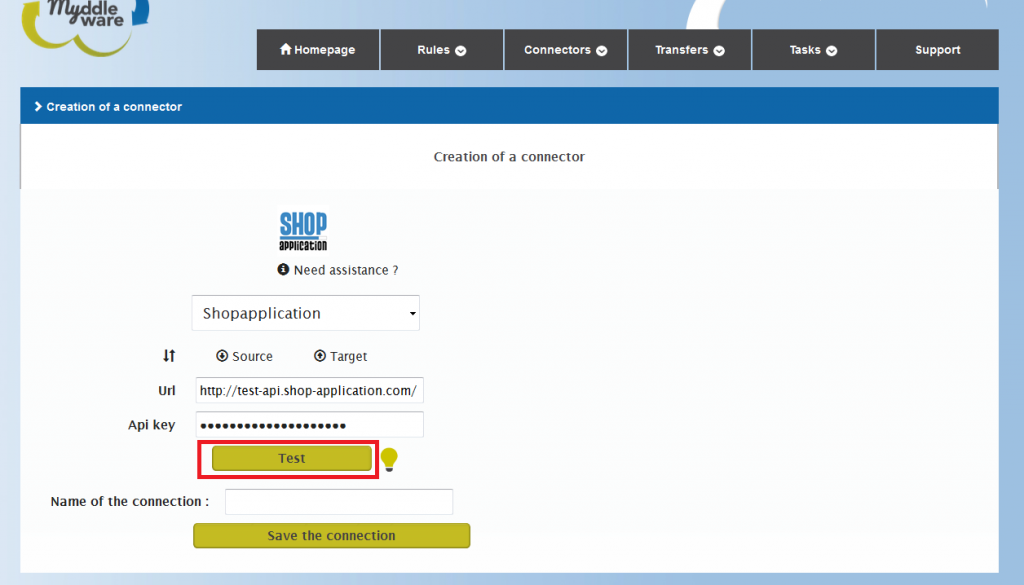 Myddle
ware
Homepage Rules Connectors Transfers Tasks Support
Creation of a connector
Creation of a connector
SHOP
application
Need assistance ?
Shopapplication
Source Target
Url http://test-api.shop-application.com/
Api key ••••••••••••••••••••
Test
Name of the connection :
Save the connection